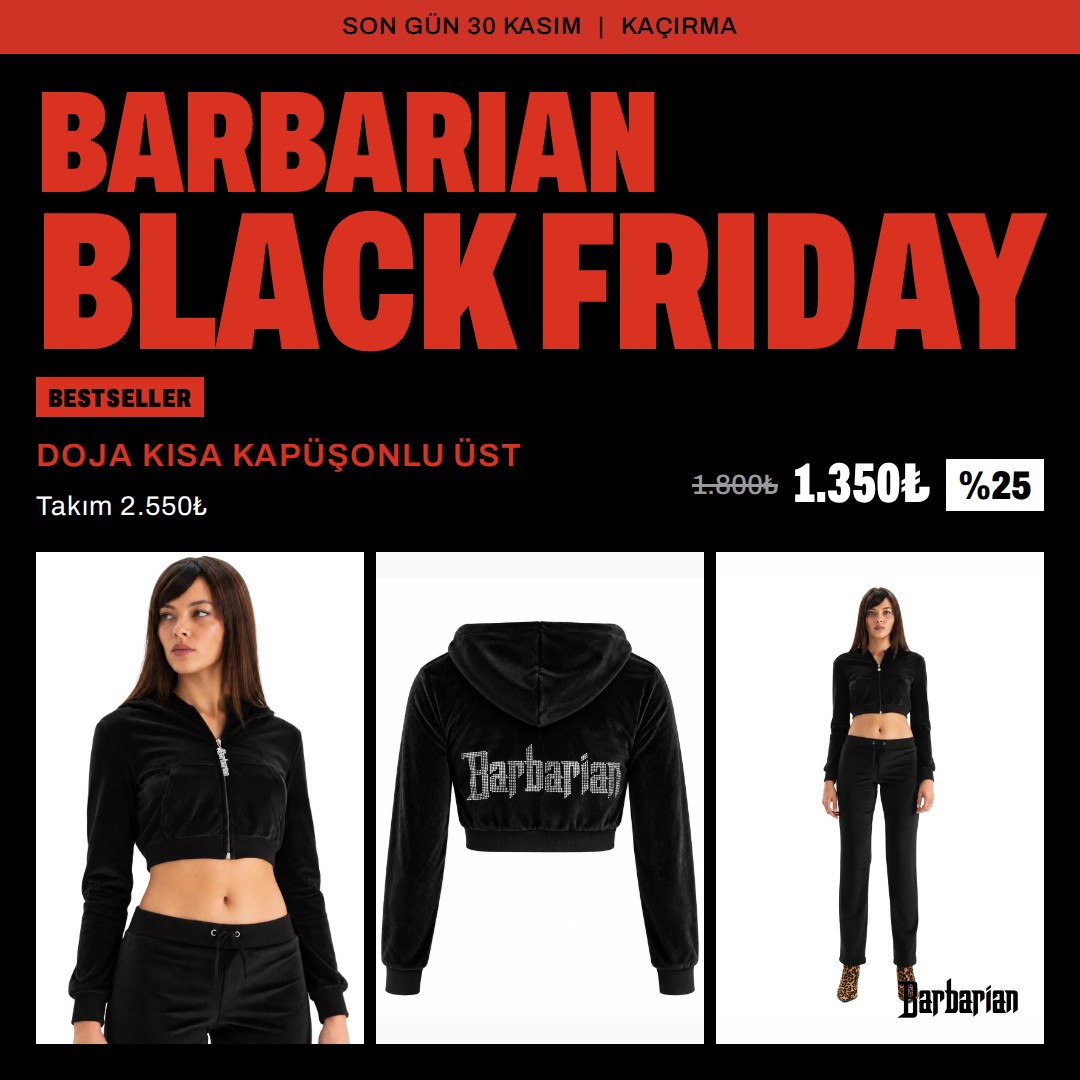 SON GÜN 30 KASIM | KAÇIRMA
BARBARIAN
BLACK FRIDAY
BESTSELLER
DOJA KISA KAPÜŞONLU ÜST
Takım 2.550₺
1.800₺ 1.350₺ %25
Barbarian
Barbarian
Barbarian